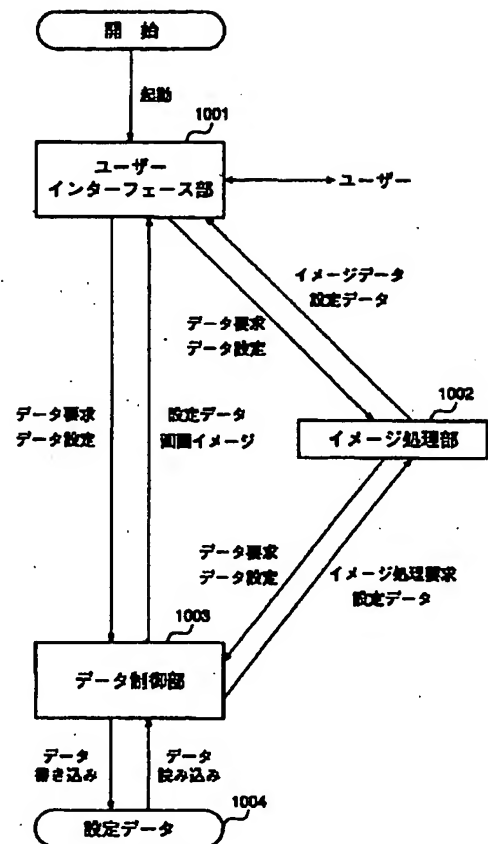 開 始
起動
1001
ユーザー
インターフェース部
ユーザー
イメージデータ
設定データ
データ要求
データ設定
1002
イメージ処理部
データ要求
データ設定
設定データ
画面イメージ
データ要求
データ設定
イメージ処理要求
設定データ
1003
データ制御部
データ
書き込み
データ
読み込み
1004
設定データ